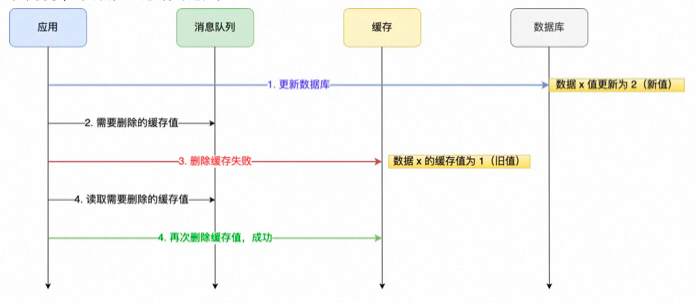 应用
消息队列
缓存
数据库
1. 更新数据库
数据 x 值更新为 2（新值）
2. 需要删除的缓存值
3. 删除缓存失败
数据 x 的缓存值为 1（旧值）
4. 读取需要删除的缓存值
4. 再次删除缓存值，成功